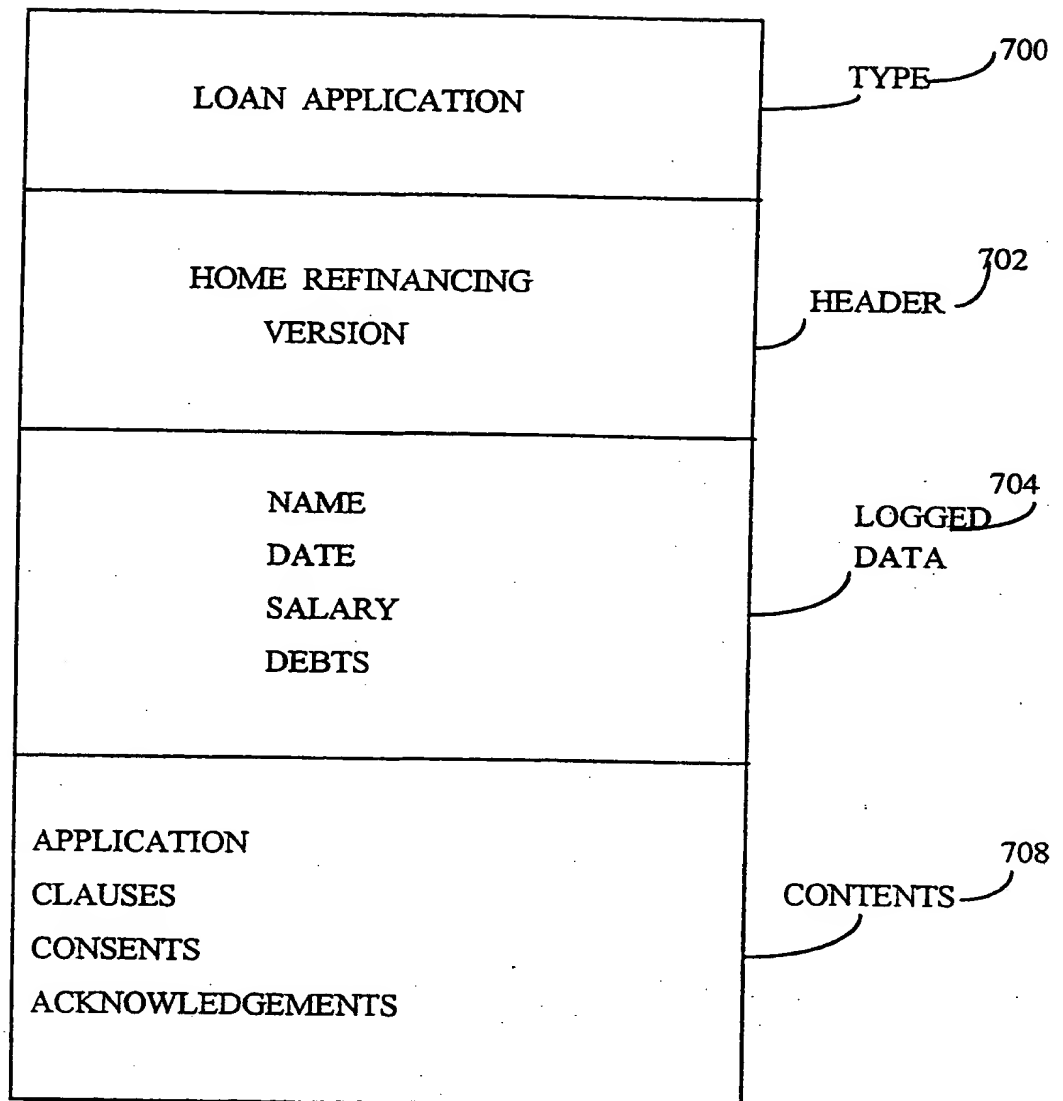 LOAN APPLICATION
TYPE
700
HOME REFINANCING
VERSION
HEADER
702
NAME
DATE
SALARY
DEBTS
LOGGED
DATA
704
APPLICATION
CLAUSES
CONSENTS
ACKNOWLEDGEMENTS
CONTENTS
708